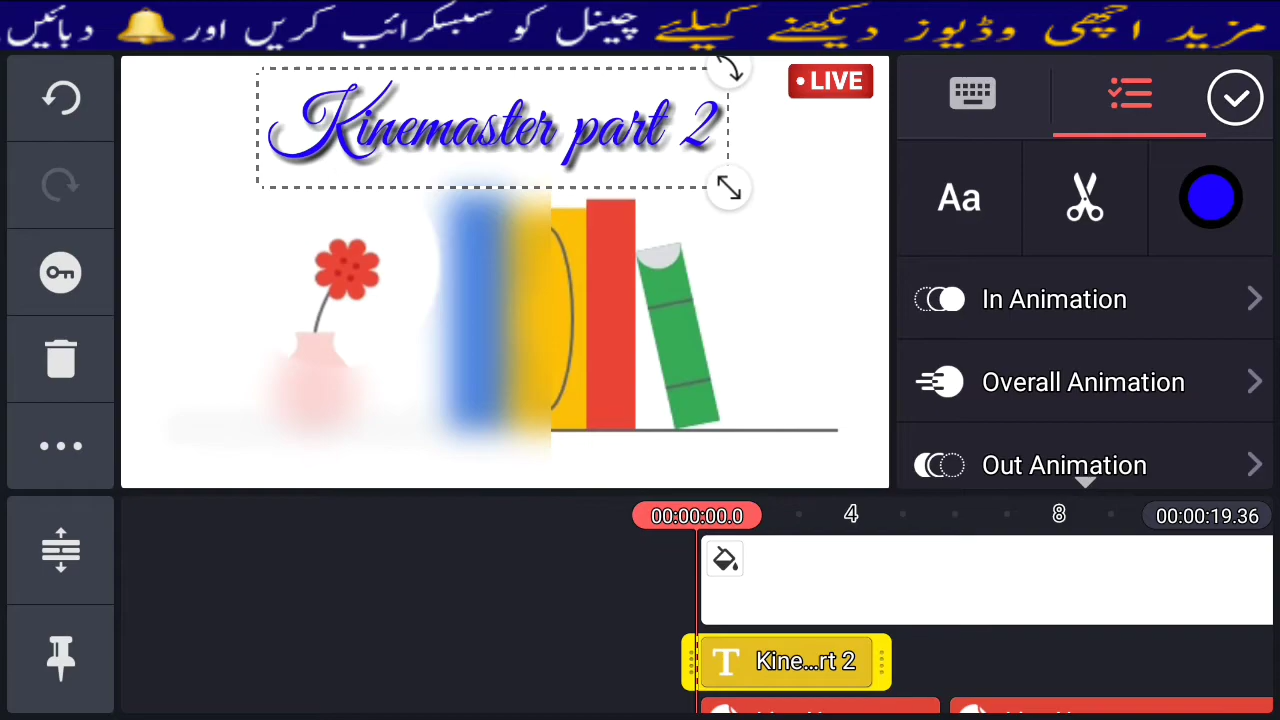 مزید اچھی وڈیوز دیکھنے کیلئے چینل کو سبسکرائب کریں اور دبائیں
LIVE
Kinemaster part 2
Aa
In Animation
Overall Animation
Out Animation
00:00:00.0 4 8 00:00:19.36
T Kine...rt 2